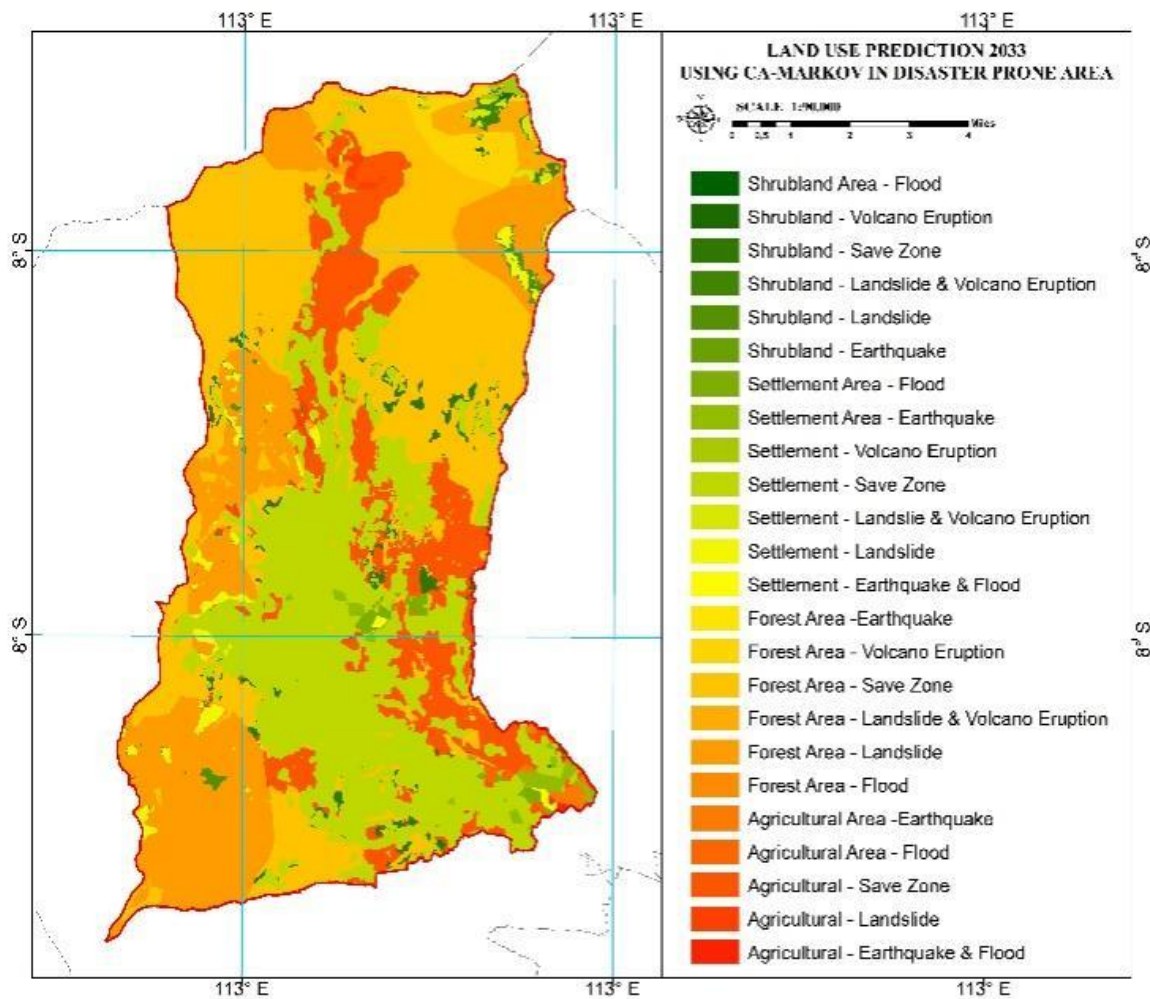 113° E 113° E 113° E
LAND USE PREDICTION 2033
USING CA-MARKOV IN DISASTER PRONE AREA
SCALE 1:90.000
0 0,5 1 2 3 4 Miles
Shrubland Area - Flood
Shrubland - Volcano Eruption
Shrubland - Save Zone
Shrubland - Landslide & Volcano Eruption
Shrubland - Landslide
Shrubland - Earthquake
Settlement Area - Flood
Settlement Area - Earthquake
Settlement - Volcano Eruption
Settlement - Save Zone
Settlement - Landslie & Volcano Eruption
Settlement - Landslide
Settlement - Earthquake & Flood
Forest Area -Earthquake
Forest Area - Volcano Eruption
Forest Area - Save Zone
Forest Area - Landslide & Volcano Eruption
Forest Area - Landslide
Forest Area - Flood
Agricultural Area -Earthquake
Agricultural Area - Flood
Agricultural - Save Zone
Agricultural - Landslide
Agricultural - Earthquake & Flood
8° S
8° S
8° S
8° S
113° E 113° E 113° E